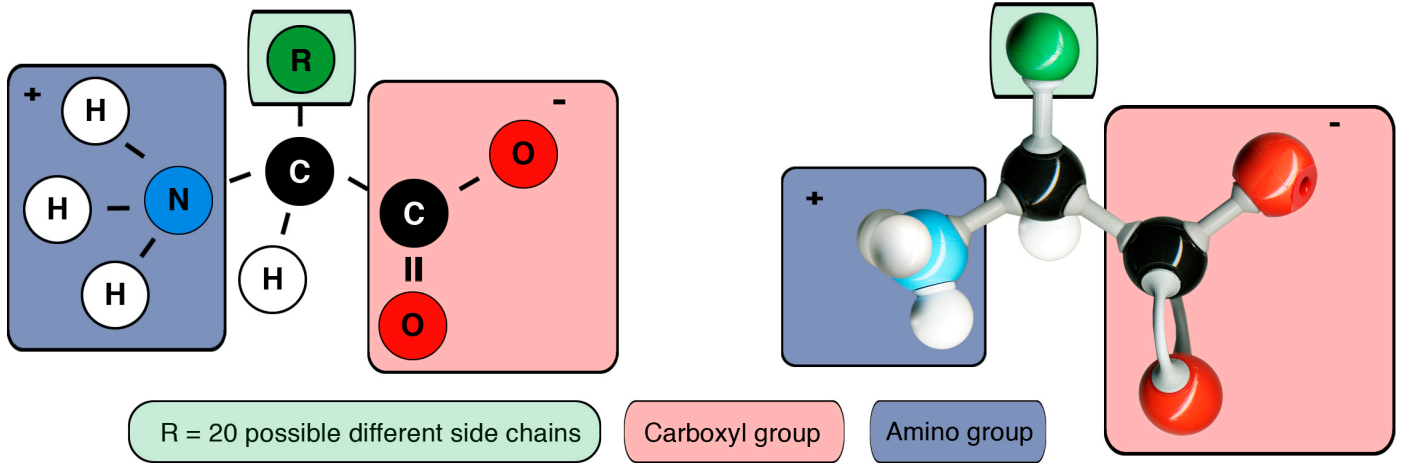 R
+
-
H
O
-
C
+
H
N
C
H
H
O
R = 20 possible different side chains
Carboxyl group
Amino group